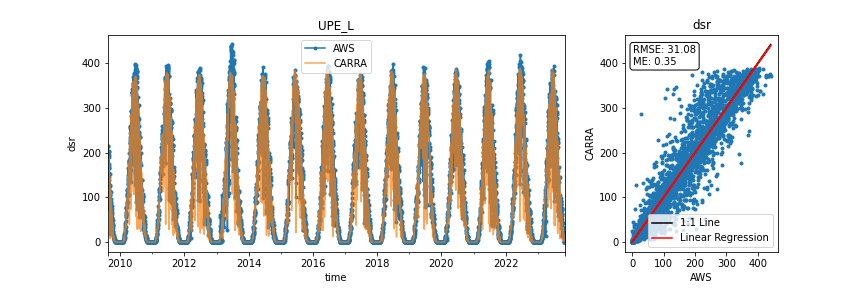 UPE_L
AWS
CARRA
400
300
200
100
0
dsr
2010
2012
2014
2016
2018
2020
2022
time
dsr
RMSE: 31.08
ME: 0.35
400
300
200
100
0
CARRA
1:1 Line
Linear Regression
0
100
200
300
400
AWS